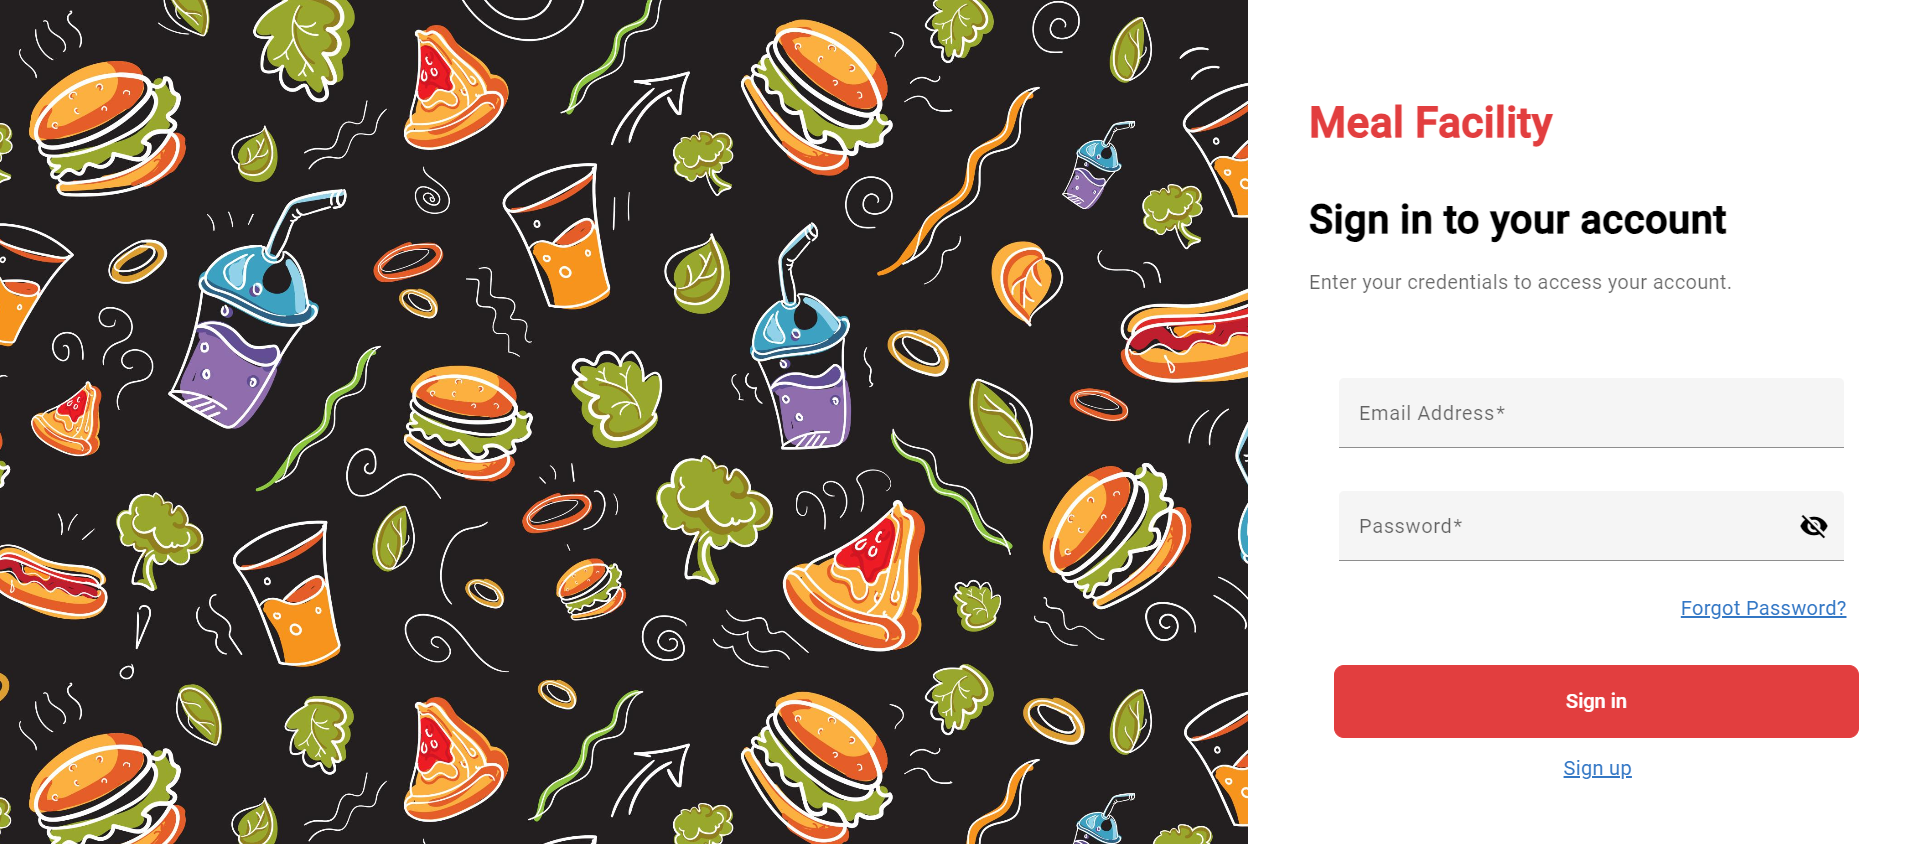 Meal Facility
Sign in to your account
Enter your credentials to access your account.
Email Address*
Password*
Forgot Password?
Sign in
Sign up